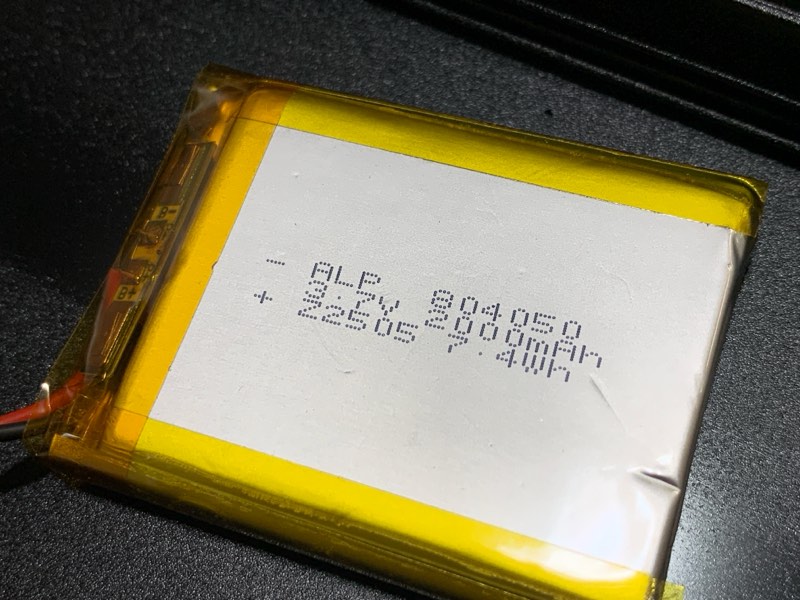 - ALP 804050
+ 3.7V 2000mAh
22505 7.4Wh
B-
B+